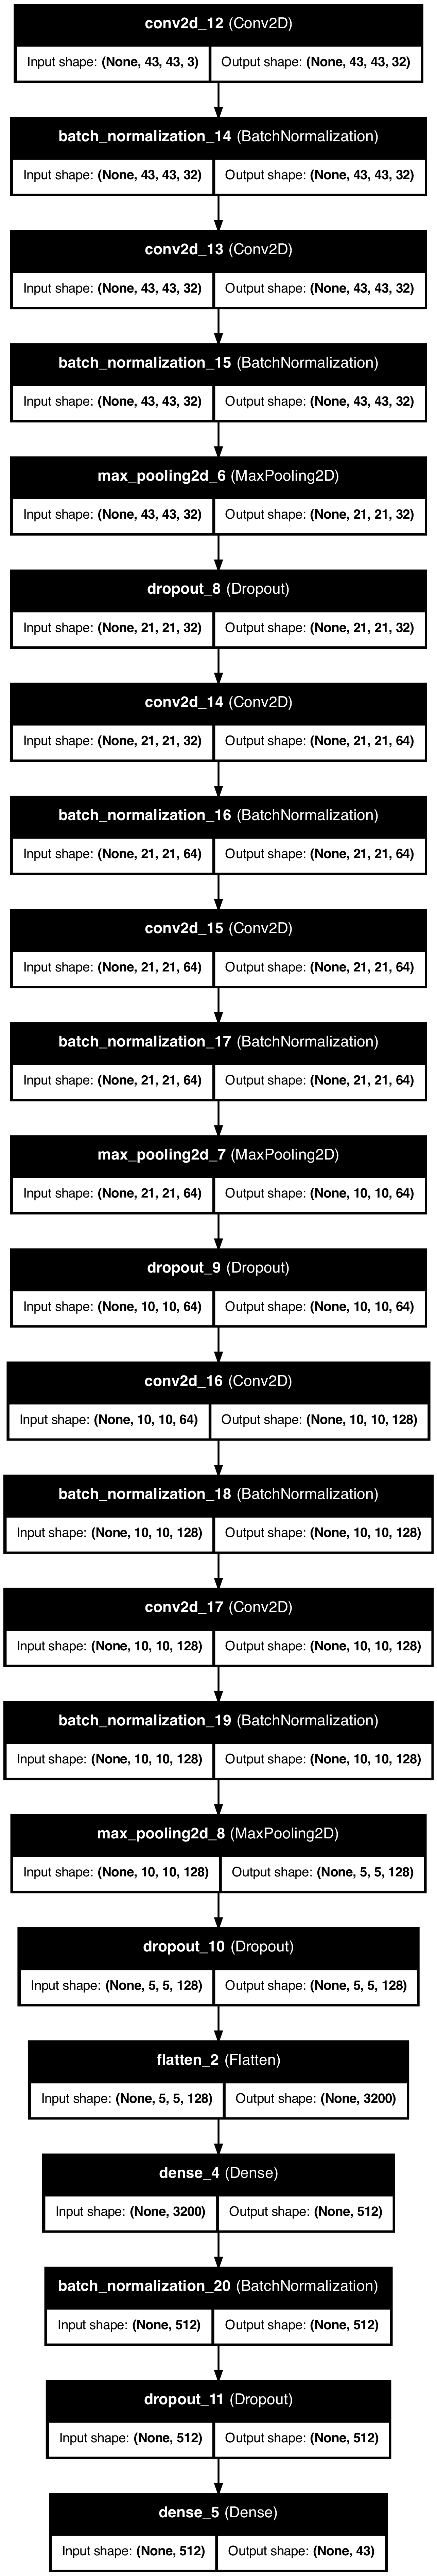 conv2d_12 (Conv2D)
Input shape: (None, 43, 43, 3) Output shape: (None, 43, 43, 32)
batch_normalization_14 (BatchNormalization)
Input shape: (None, 43, 43, 32) Output shape: (None, 43, 43, 32)
conv2d_13 (Conv2D)
Input shape: (None, 43, 43, 32) Output shape: (None, 43, 43, 32)
batch_normalization_15 (BatchNormalization)
Input shape: (None, 43, 43, 32) Output shape: (None, 43, 43, 32)
max_pooling2d_6 (MaxPooling2D)
Input shape: (None, 43, 43, 32) Output shape: (None, 21, 21, 32)
dropout_8 (Dropout)
Input shape: (None, 21, 21, 32) Output shape: (None, 21, 21, 32)
conv2d_14 (Conv2D)
Input shape: (None, 21, 21, 32) Output shape: (None, 21, 21, 64)
batch_normalization_16 (BatchNormalization)
Input shape: (None, 21, 21, 64) Output shape: (None, 21, 21, 64)
conv2d_15 (Conv2D)
Input shape: (None, 21, 21, 64) Output shape: (None, 21, 21, 64)
batch_normalization_17 (BatchNormalization)
Input shape: (None, 21, 21, 64) Output shape: (None, 21, 21, 64)
max_pooling2d_7 (MaxPooling2D)
Input shape: (None, 21, 21, 64) Output shape: (None, 10, 10, 64)
dropout_9 (Dropout)
Input shape: (None, 10, 10, 64) Output shape: (None, 10, 10, 64)
conv2d_16 (Conv2D)
Input shape: (None, 10, 10, 64) Output shape: (None, 10, 10, 128)
batch_normalization_18 (BatchNormalization)
Input shape: (None, 10, 10, 128) Output shape: (None, 10, 10, 128)
conv2d_17 (Conv2D)
Input shape: (None, 10, 10, 128) Output shape: (None, 10, 10, 128)
batch_normalization_19 (BatchNormalization)
Input shape: (None, 10, 10, 128) Output shape: (None, 10, 10, 128)
max_pooling2d_8 (MaxPooling2D)
Input shape: (None, 10, 10, 128) Output shape: (None, 5, 5, 128)
dropout_10 (Dropout)
Input shape: (None, 5, 5, 128) Output shape: (None, 5, 5, 128)
flatten_2 (Flatten)
Input shape: (None, 5, 5, 128) Output shape: (None, 3200)
dense_4 (Dense)
Input shape: (None, 3200) Output shape: (None, 512)
batch_normalization_20 (BatchNormalization)
Input shape: (None, 512) Output shape: (None, 512)
dropout_11 (Dropout)
Input shape: (None, 512) Output shape: (None, 512)
dense_5 (Dense)
Input shape: (None, 512) Output shape: (None, 43)